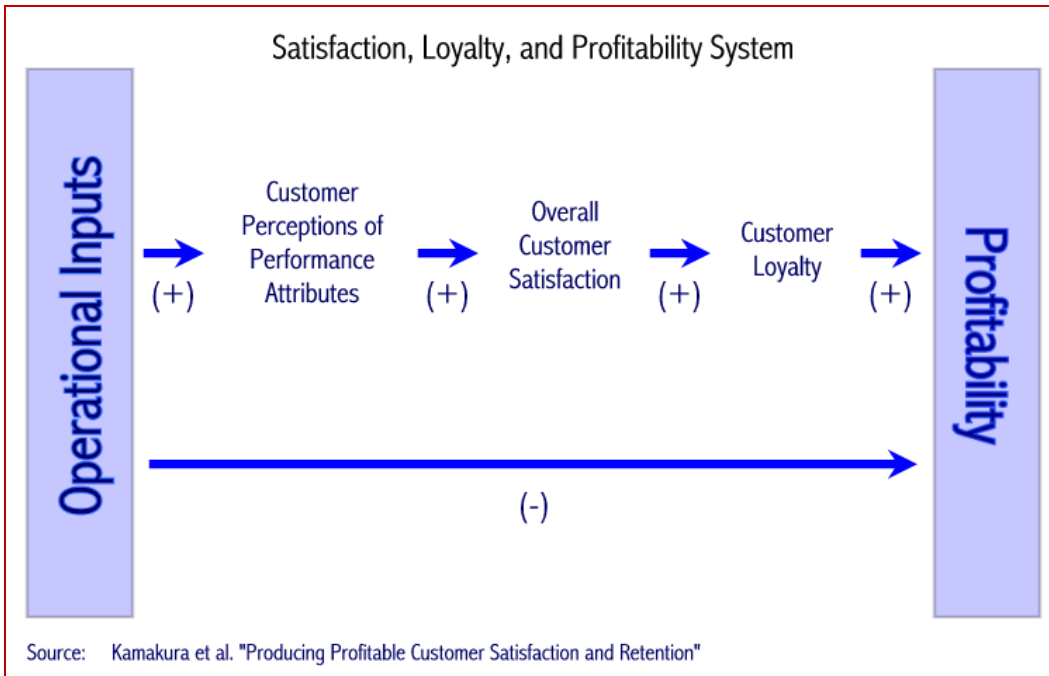 Satisfaction, Loyalty, and Profitability System
Operational Inputs
(+)
Customer
Perceptions of
Performance
Attributes
(+)
Overall
Customer
Satisfaction
(+)
Customer
Loyalty
(+)
Profitability
(-)
Source: Kamakura et al. "Producing Profitable Customer Satisfaction and Retention"